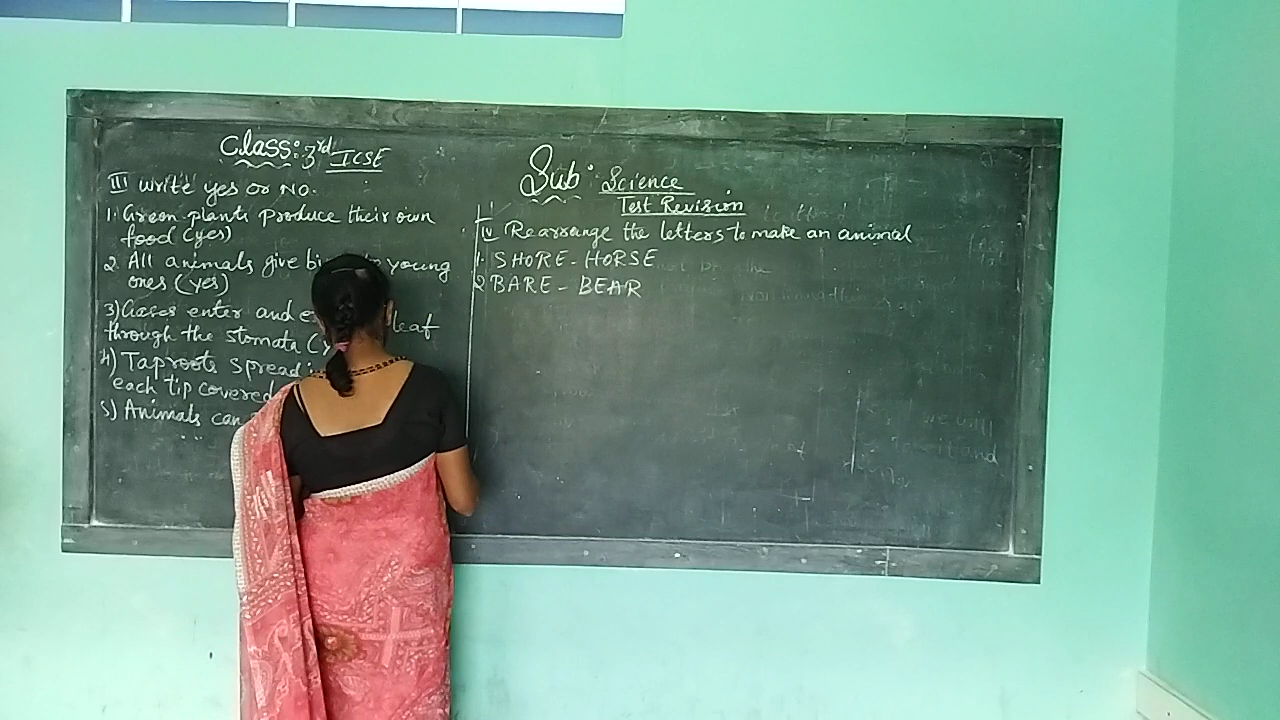 Class: 3rd ICSE
III Write yes or No.
1. Green plants produce their own
food (yes)
2. All animals give young
ones (yes)
3) Gases enter and leaf
through the stomata
4) Taproots spread
each tip covered
5) Animals can
Sub: Science
Test Revision
IV Rearrange the letters to make an animal
1. SHORE - HORSE
2 BARE - BEAR